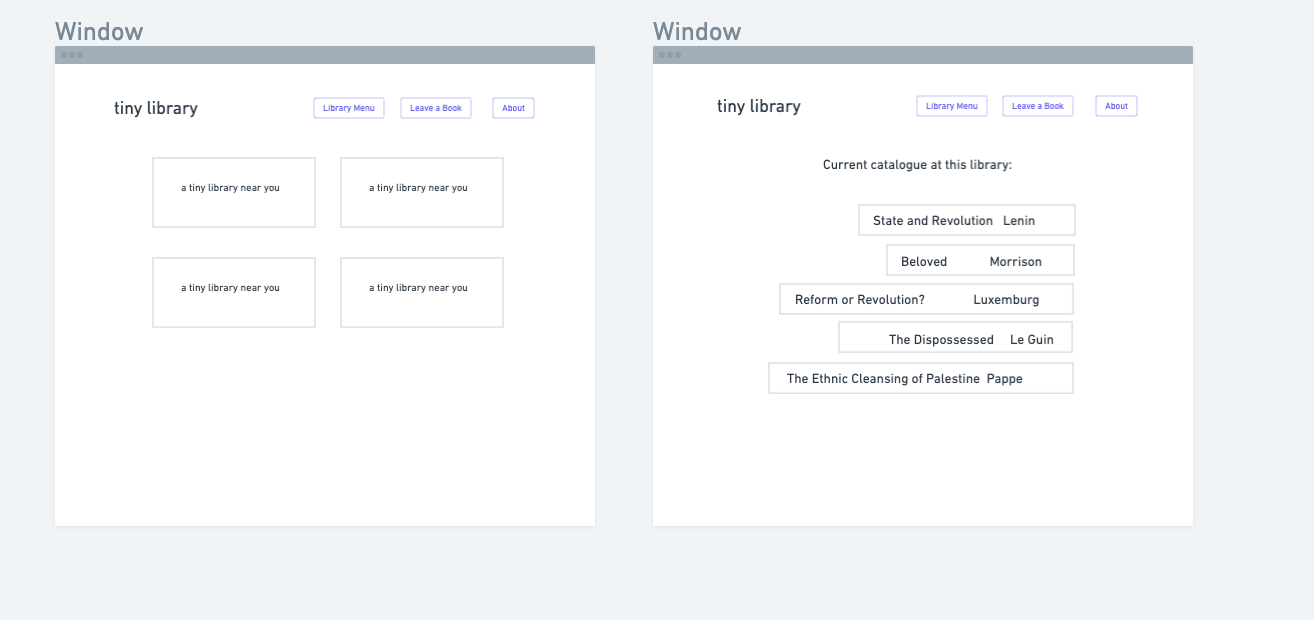 Window
tiny library
Library Menu
Leave a Book
About
a tiny library near you
a tiny library near you
a tiny library near you
a tiny library near you
Window
tiny library
Library Menu
Leave a Book
About
Current catalogue at this library:
State and Revolution Lenin
Beloved Morrison
Reform or Revolution? Luxemburg
The Dispossessed Le Guin
The Ethnic Cleansing of Palestine Pappe